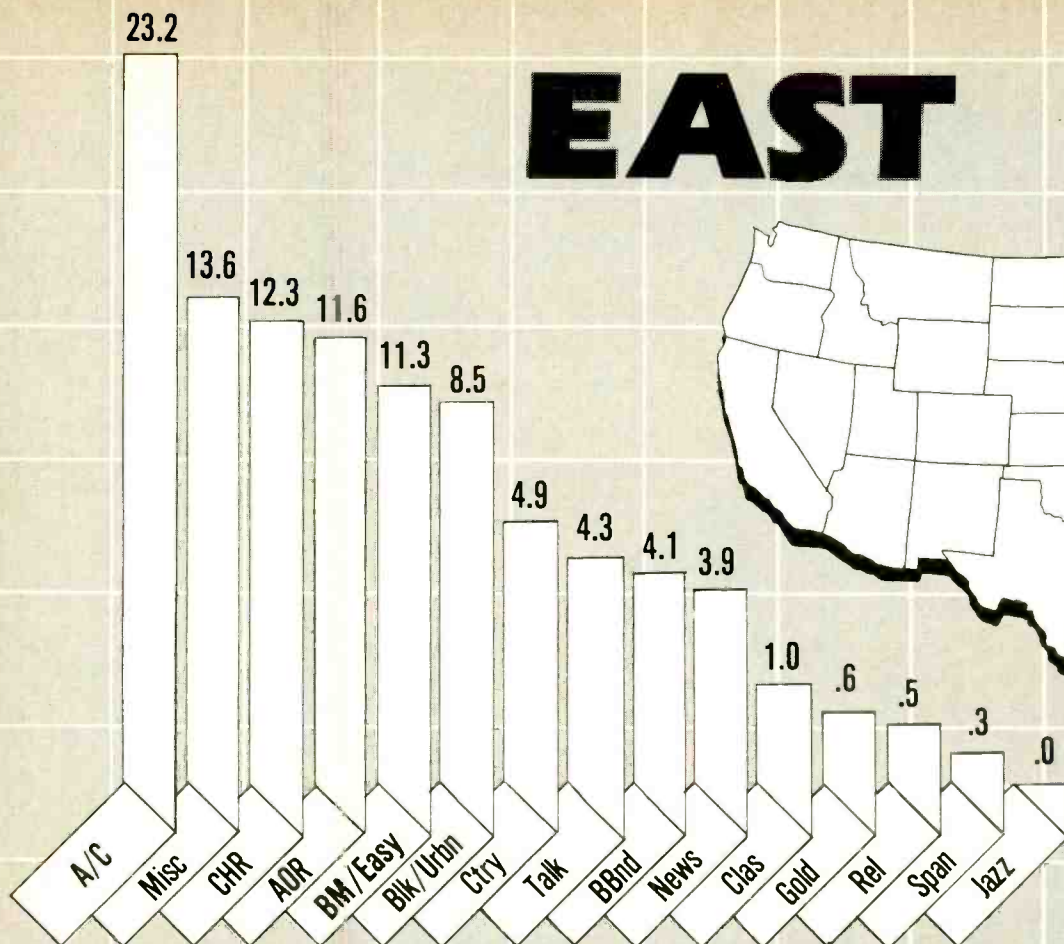 EAST
23.2
13.6
12.3
11.6
11.3
8.5
4.9
4.3
4.1
3.9
1.0
.6
.5
.3
.0
A/C
Misc
CHR
AOR
BM/Easy
Blk/Urbn
Ctry
Talk
BBnd
News
Clas
Gold
Rel
Span
Jazz